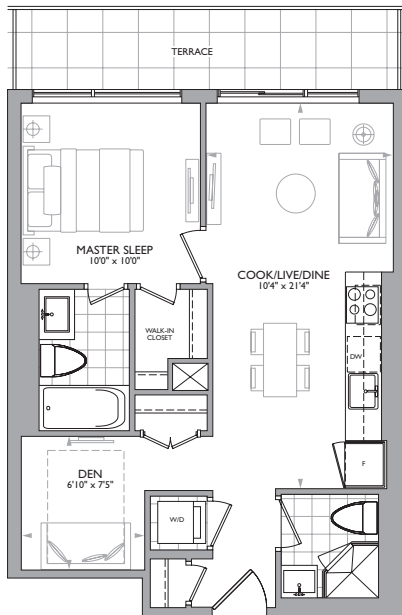 TERRACE
MASTER SLEEP
10'0" x 10'0"
COOK/LIVE/DINE
10'4" x 21'4"
WALK-IN
CLOSET
DW
F
DEN
6'10" x 7'5"
W/D